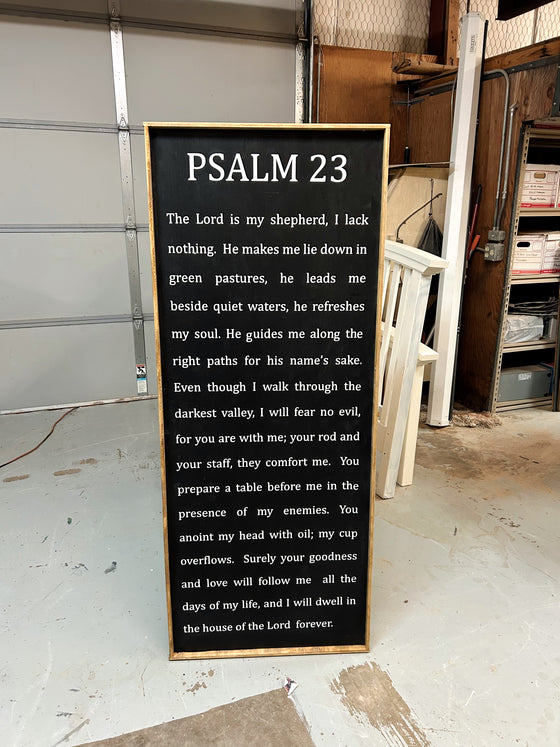 PSALM 23
The Lord is my shepherd, I lack
nothing. He makes me lie down in
green pastures, he leads me
beside quiet waters, he refreshes
my soul. He guides me along the
right paths for his name's sake.
Even though I walk through the
darkest valley, I will fear no evil,
for you are with me; your rod and
your staff, they comfort me. You
prepare a table before me in the
presence of my enemies. You
anoint my head with oil; my cup
overflows. Surely your goodness
and love will follow me all the
days of my life, and I will dwell in
the house of the Lord forever.